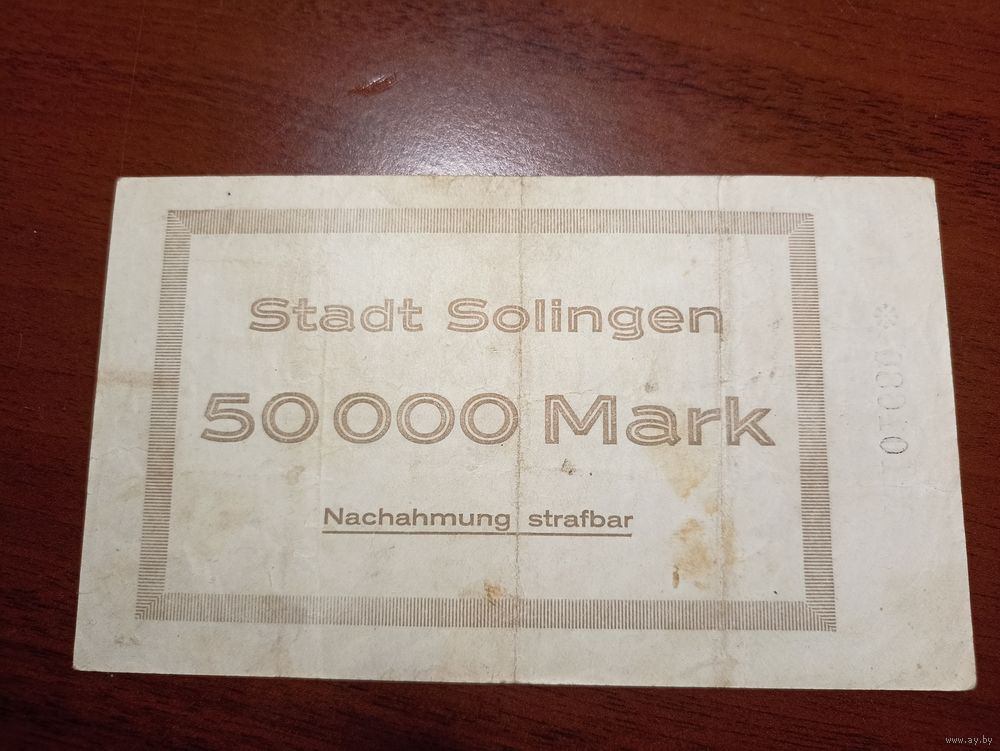 Stadt Solingen
50000 Mark
Nachahmung strafbar
www.ay.by